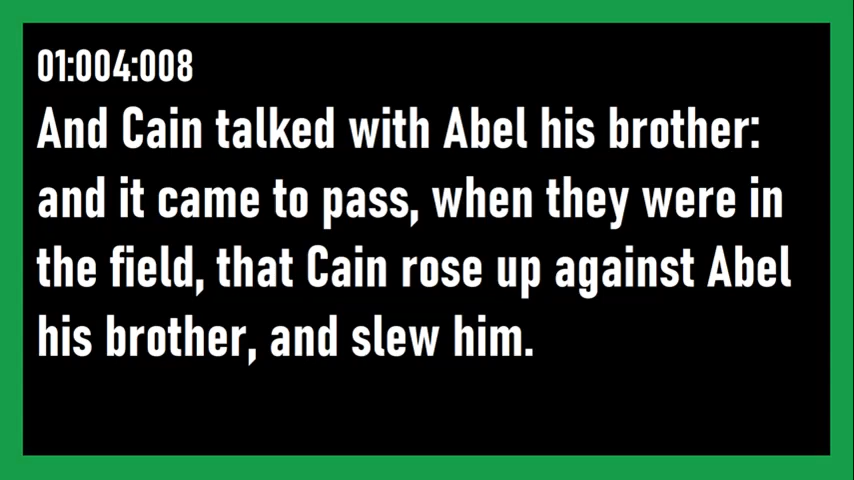 01:004:008
And Cain talked with Abel his brother:
and it came to pass, when they were in
the field, that Cain rose up against Abel
his brother, and slew him.